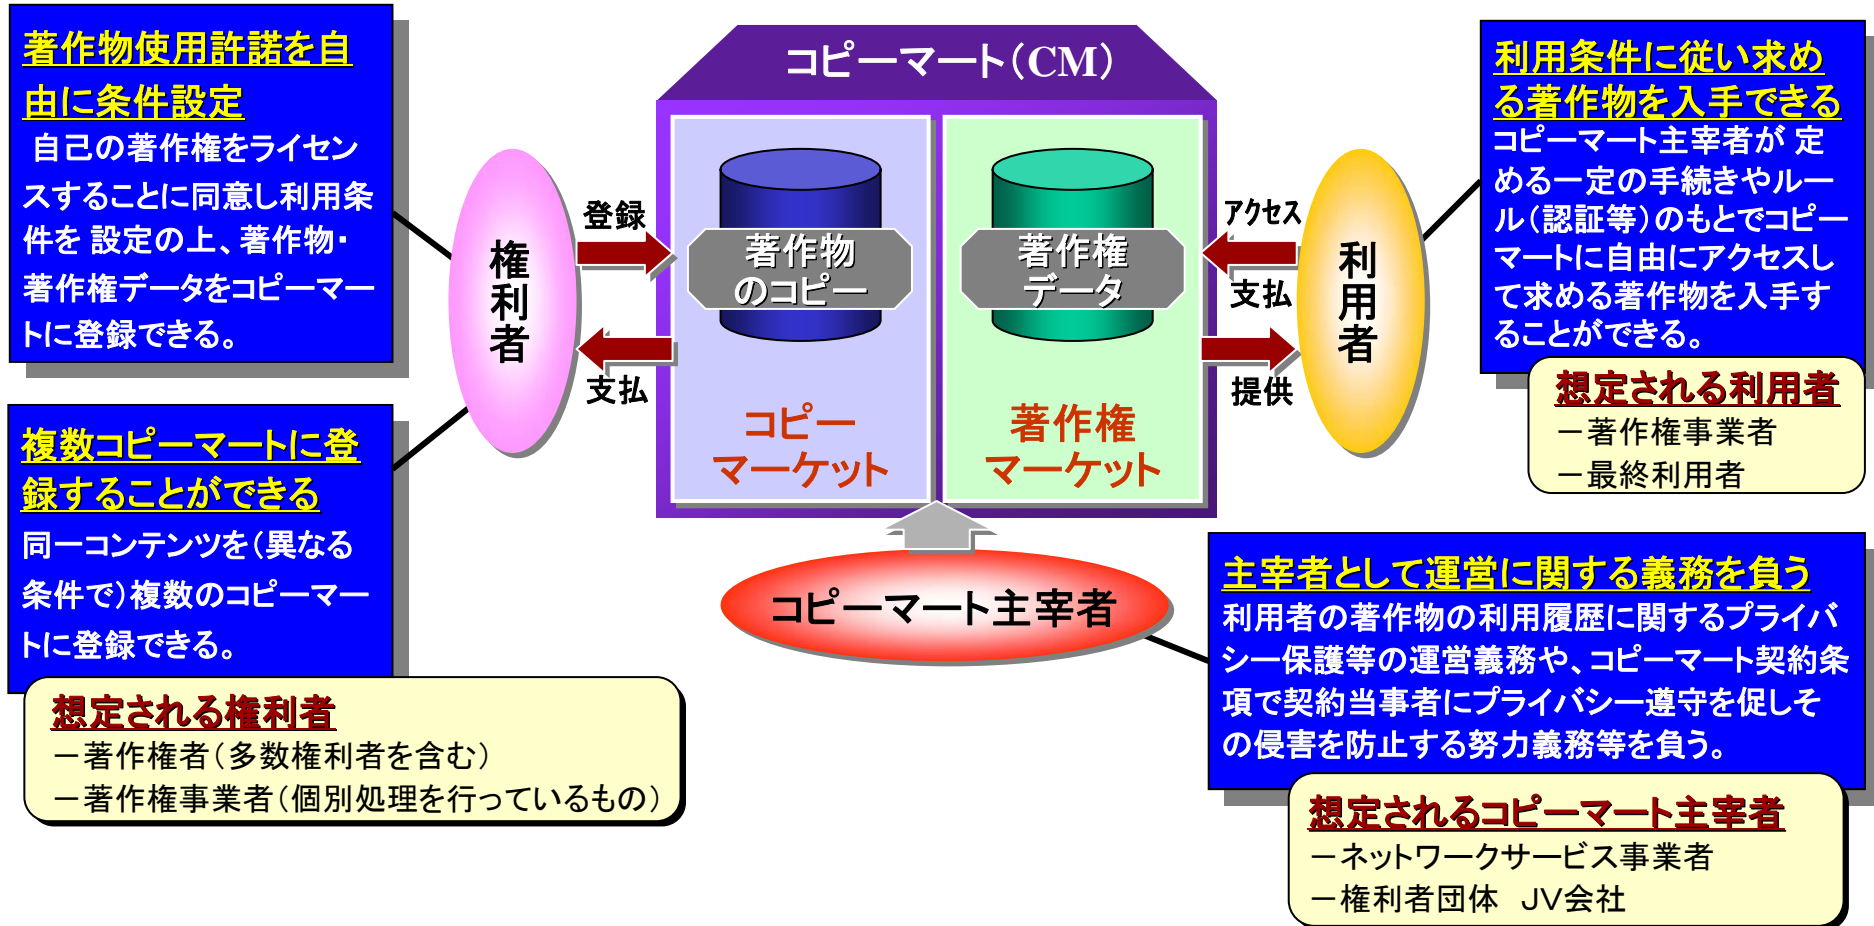 著作物使用許諾を自
由に条件設定
自己の著作権をライセン
スすることに同意し利用条
件を 設定の上、著作物・
著作権データをコピーマー
トに登録できる。
複数コピーマートに登
録することができる
同一コンテンツを（異なる
条件で）複数のコピーマー
トに登録できる。
想定される権利者
－著作権者（多数権利者を含む）
－著作権事業者（個別処理を行っているもの）
権利者
登録
支払
コピーマート（CM）
著作物
のコピー
コピー
マーケット
著作権
データ
著作権
マーケット
コピーマート主宰者
アクセス
支払
提供
利用者
利用条件に従い求め
る著作物を入手できる
コピーマート主宰者が 定
める一定の手続きやルー
ル（認証等）のもとでコピー
マートに自由にアクセスし
て求める著作物を入手す
ることができる。
想定される利用者
－著作権事業者
－最終利用者
主宰者として運営に関する義務を負う
利用者の著作物の利用履歴に関するプライバ
シー保護等の運営義務や、コピーマート契約条
項で契約当事者にプライバシー遵守を促しそ
の侵害を防止する努力義務等を負う。
想定されるコピーマート主宰者
－ネットワークサービス事業者
－権利者団体　ＪＶ会社